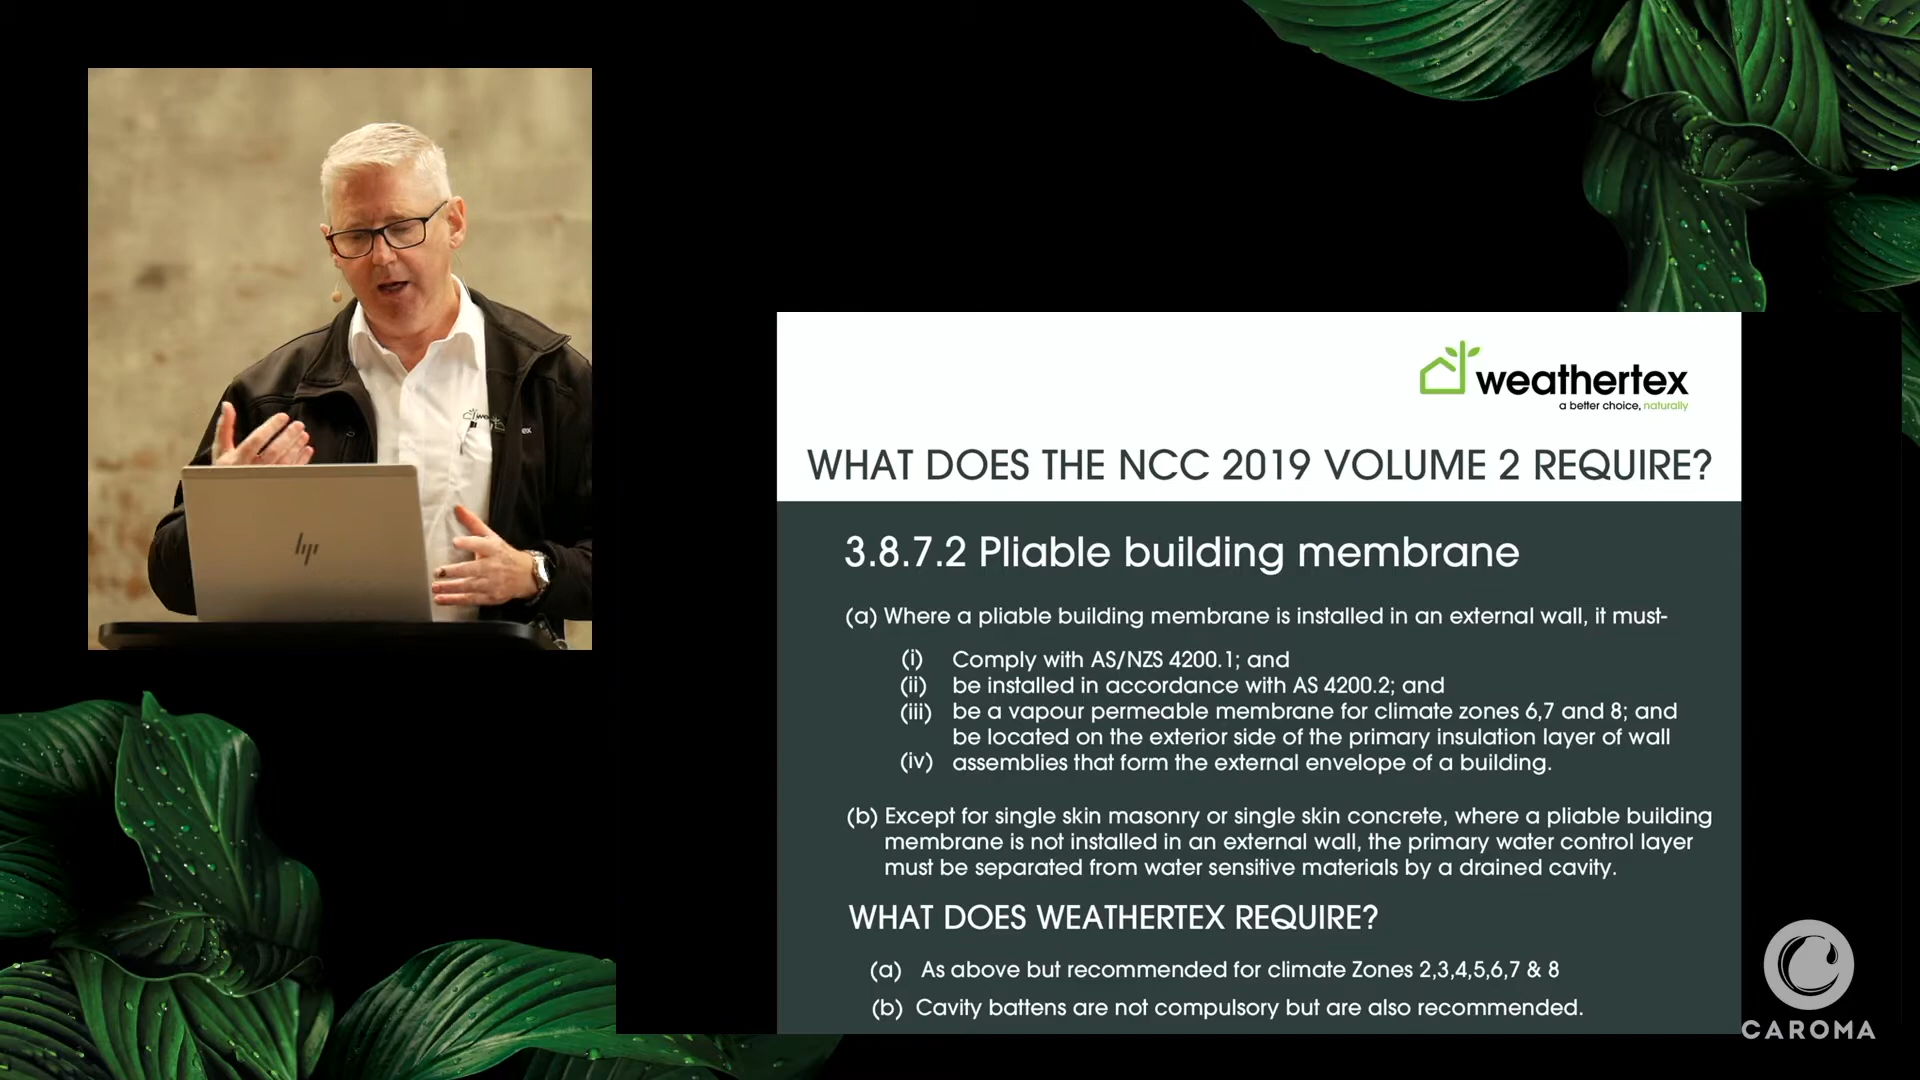 weathertex
a better choice, naturally
WHAT DOES THE NCC 2019 VOLUME 2 REQUIRE?
3.8.7.2 Pliable building membrane
(a) Where a pliable building membrane is installed in an external wall, it must-
(i) Comply with AS/NZS 4200.1; and
(ii) be installed in accordance with AS 4200.2; and
(iii) be a vapour permeable membrane for climate zones 6,7 and 8; and
be located on the exterior side of the primary insulation layer of wall
(iv) assemblies that form the external envelope of a building.
(b) Except for single skin masonry or single skin concrete, where a pliable building
membrane is not installed in an external wall, the primary water control layer
must be separated from water sensitive materials by a drained cavity.
WHAT DOES WEATHERTEX REQUIRE?
(a) As above but recommended for climate Zones 2,3,4,5,6,7 & 8
(b) Cavity battens are not compulsory but are also recommended.
CAROMA
hp